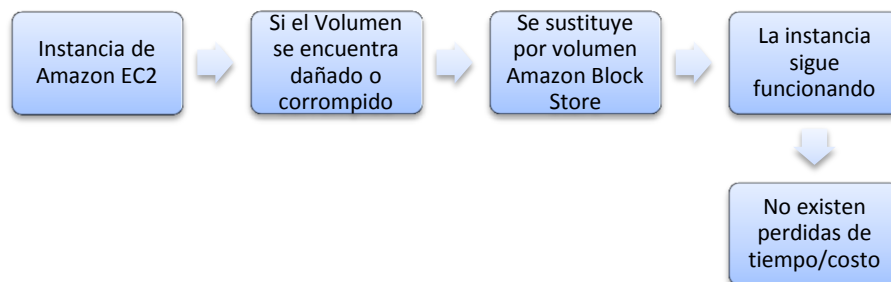 Instancia de
Amazon EC2
Si el Volumen
se encuentra
dañado o
corrompido
Se sustituye
por volumen
Amazon Block
Store
La instancia
sigue
funcionando
No existen
perdidas de
tiempo/costo